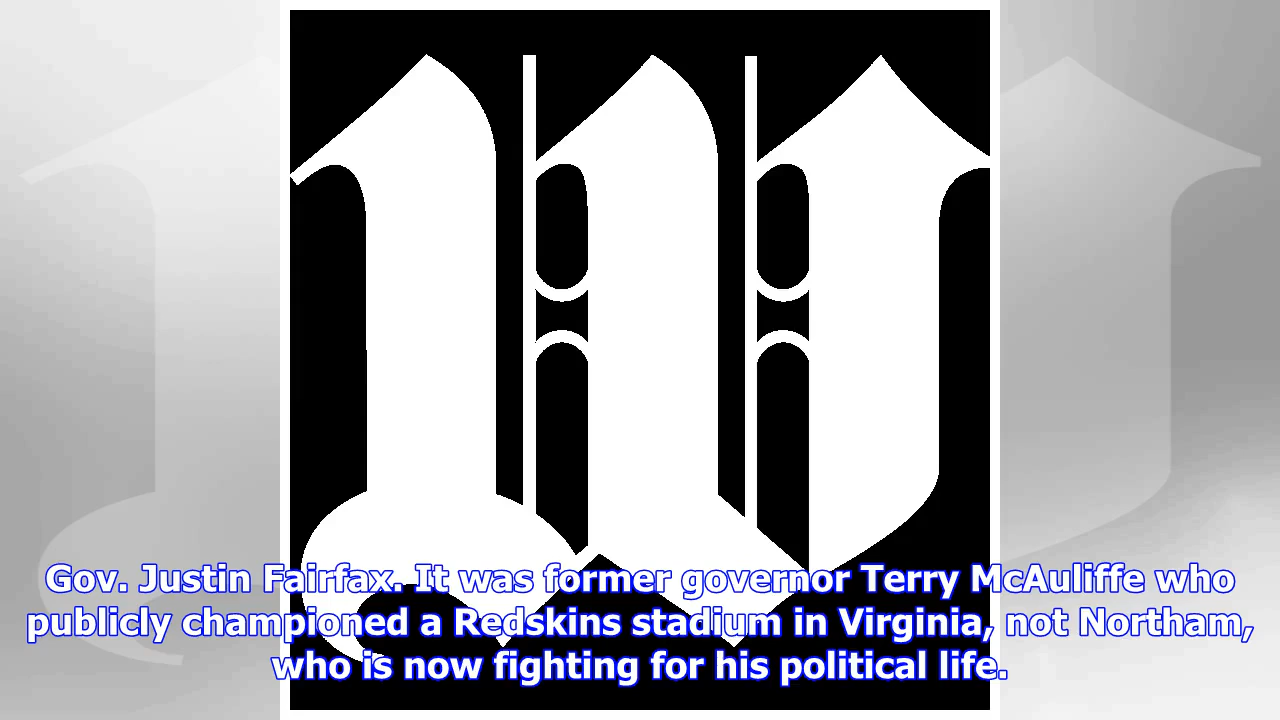 W
Gov. Justin Fairfax. It was former governor Terry McAuliffe who
publicly championed a Redskins stadium in Virginia, not Northam,
who is now fighting for his political life.